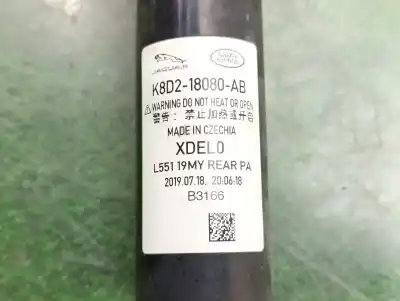 JAGUAR
K8D2-18080-AB
⚠WARNING DO NOT HEAT OR OPEN
警告: 禁止加热或开启
MADE IN CZECHIA
XDEL0
L551 19MY REAR PA
2019.07.18. 20:06:18
B3166